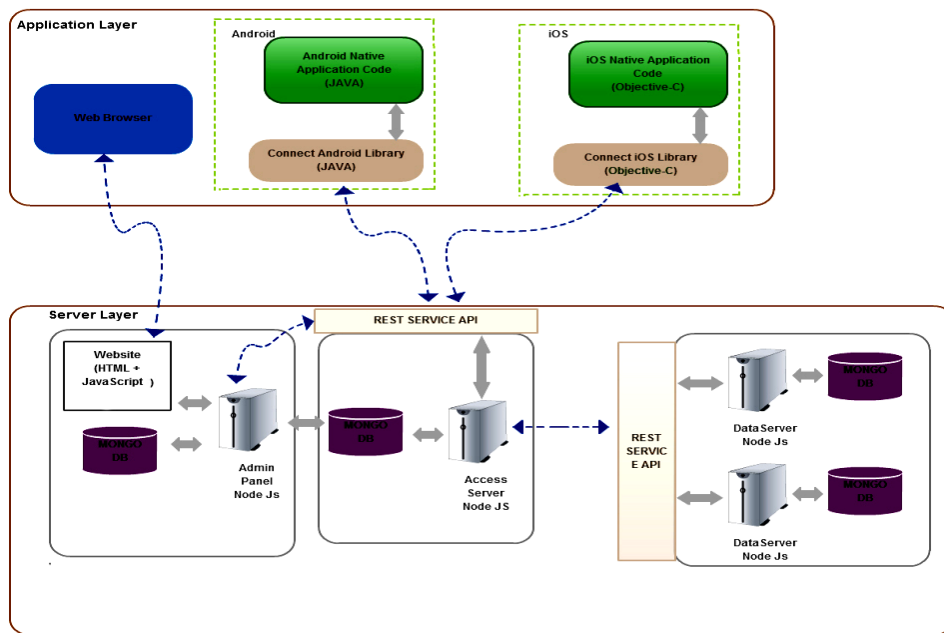 Application Layer
Android
iOS
Android Native
Application Code
(JAVA)
iOS Native Application
Code
(Objective-C)
Web Browser
Connect Android Library
(JAVA)
Connect iOS Library
(Objective-C)
Server Layer
REST SERVICE API
Website
(HTML +
JavaScript )
MONGO
DB
Admin
Panel
Node Js
MONGO
DB
Access
Server
Node JS
REST
SERVIC
E API
MONGO
DB
DataServer
Node Js
MONGO
DB
DataServer
Node Js